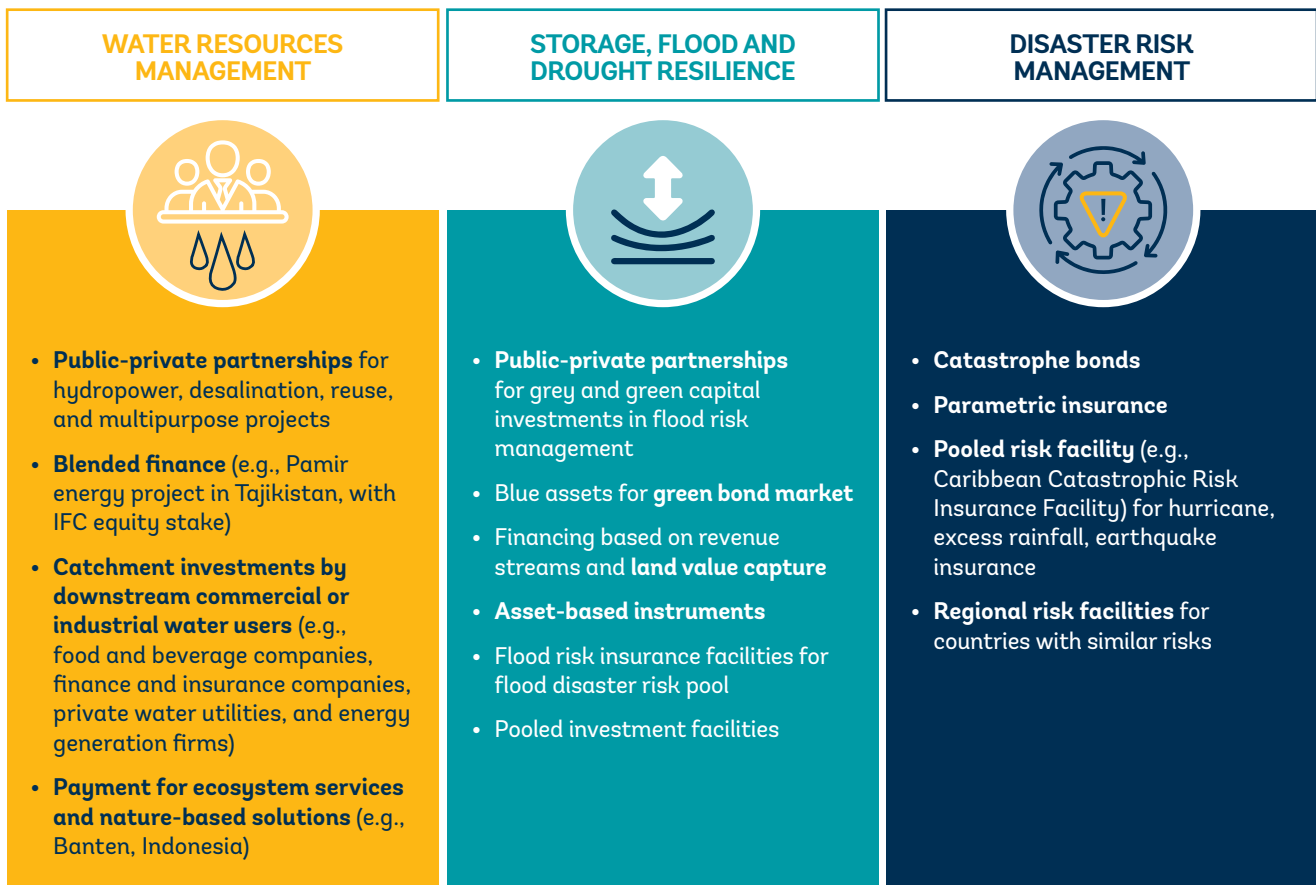 WATER RESOURCES
MANAGEMENT
• Public-private partnerships for
hydropower, desalination, reuse,
and multipurpose projects
• Blended finance (e.g., Pamir
energy project in Tajikistan, with
IFC equity stake)
• Catchment investments by
downstream commercial or
industrial water users (e.g.,
food and beverage companies,
finance and insurance companies,
private water utilities, and energy
generation firms)
• Payment for ecosystem services
and nature-based solutions (e.g.,
Banten, Indonesia)
STORAGE, FLOOD AND
DROUGHT RESILIENCE
• Public-private partnerships
for grey and green capital
investments in flood risk
management
• Blue assets for green bond market
• Financing based on revenue
streams and land value capture
• Asset-based instruments
• Flood risk insurance facilities for
flood disaster risk pool
• Pooled investment facilities
DISASTER RISK
MANAGEMENT
!
• Catastrophe bonds
• Parametric insurance
• Pooled risk facility (e.g.,
Caribbean Catastrophic Risk
Insurance Facility) for hurricane,
excess rainfall, earthquake
insurance
• Regional risk facilities for
countries with similar risks